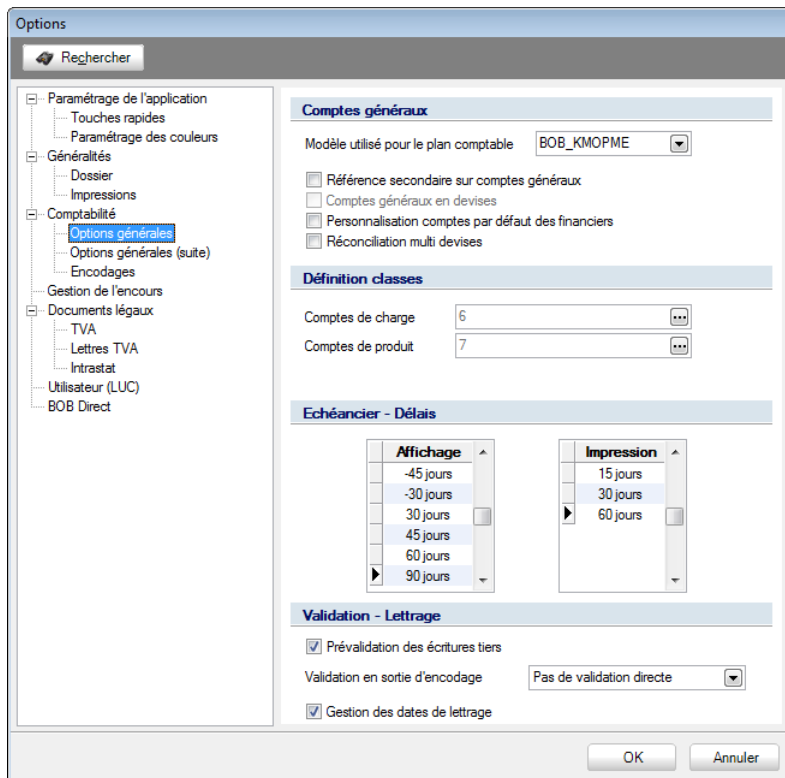 Options
Rechercher
Paramétrage de l'application
Touches rapides
Paramétrage des couleurs
Généralités
Dossier
Impressions
Comptabilité
Options générales
Options générales (suite)
Encodages
Gestion de l'encours
Documents légaux
TVA
Lettres TVA
Intrastat
Utilisateur (LUC)
BOB Direct
Comptes généraux
Modèle utilisé pour le plan comptable BOB_KMOPME
Référence secondaire sur comptes généraux
Comptes généraux en devises
Personnalisation comptes par défaut des financiers
Réconciliation multi devises
Définition classes
Comptes de charge 6 ...
Comptes de produit 7 ...
Echéancier - Délais
Affichage
-45 jours
-30 jours
30 jours
45 jours
60 jours
90 jours
Impression
15 jours
30 jours
60 jours
Validation - Lettrage
Prévalidation des écritures tiers
Validation en sortie d'encodage Pas de validation directe
Gestion des dates de lettrage
OK Annuler